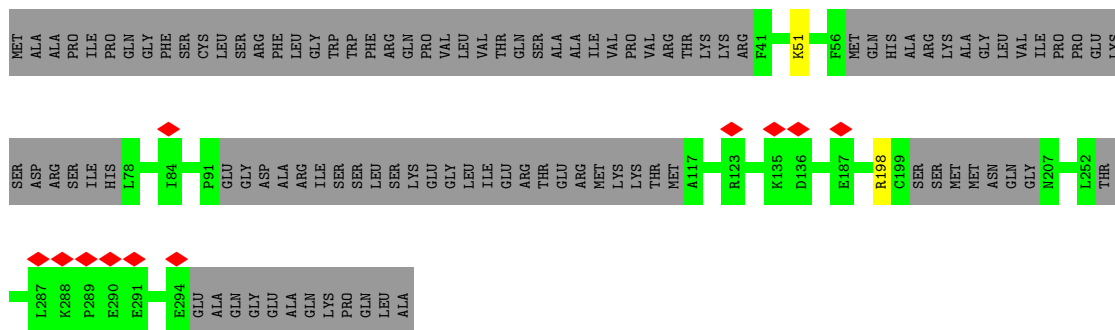 MET ALA ALA PRO ILE PRO GLN GLY PHE SER CYS LEU SER ARG PHE LEU GLY TRP TRP PHE ARG GLN PRO VAL LEU VAL THR GLN SER ALA ALA ILE VAL PRO VAL ARG THR LYS LYS ARG F41 K51 F56 MET GLN HIS ALA ARG LYS ALA GLY LEU VAL ILE PRO PRO GLU LYS
SER ASP ARG SER ILE HIS L78 I84 P91 GLU GLY ASP ALA ARG ILE SER SER LEU SER LYS GLU GLY LEU ILE GLU ARG THR GLU ARG MET LYS LYS THR MET A117 R123 K135 D136 E187 R198 C199 SER SER MET MET ASN GLN GLY N207 L252 THR
L287 K288 P289 E290 E291 E294 GLU ALA GLN GLY GLU ALA GLN LYS PRO GLN LEU ALA